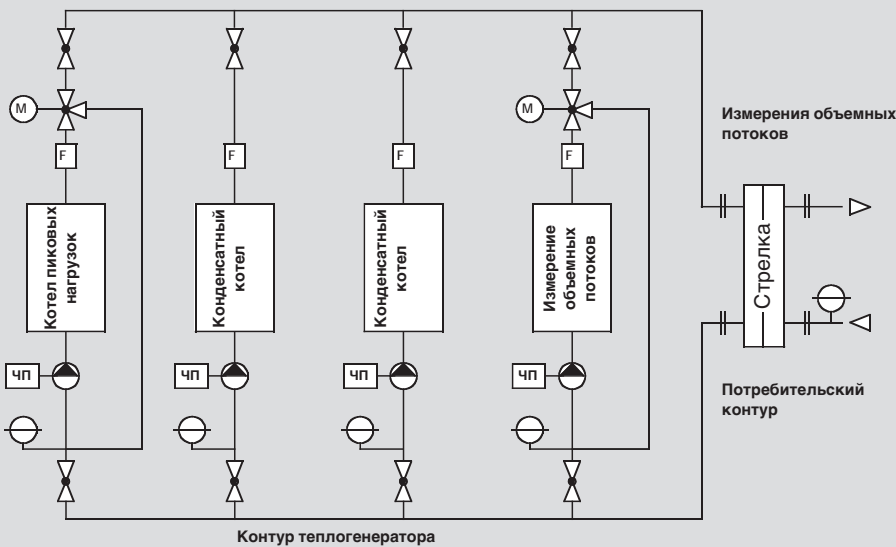 M
M
Измерения объемных
потоков
F
F
F
F
Котел пиковых
нагрузок
Конденсатный
котел
Конденсатный
котел
Измерение
объемных
потоков
Стрелка
ЧП
ЧП
ЧП
ЧП
Потребительский
контур
Контур теплогенератора